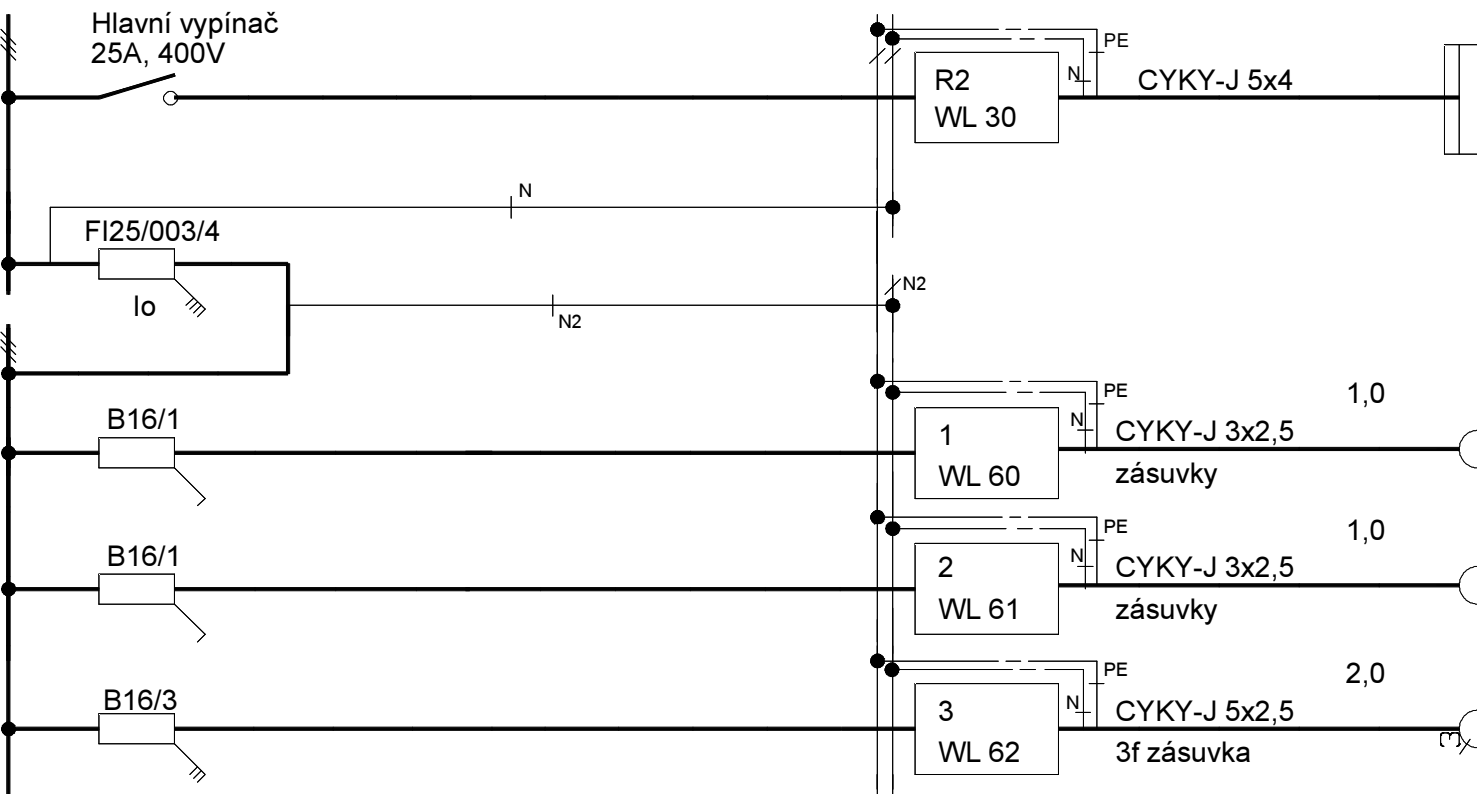 Hlavní vypínač
25A, 400V
PE
N
R2
WL 30
CYKY-J 5x4
N
FI25/003/4
Io
N2
N2
PE
1,0
B16/1
N
1
WL 60
CYKY-J 3x2,5
zásuvky
PE
1,0
B16/1
N
2
WL 61
CYKY-J 3x2,5
zásuvky
PE
2,0
B16/3
N
3
WL 62
CYKY-J 5x2,5
3f zásuvka
3